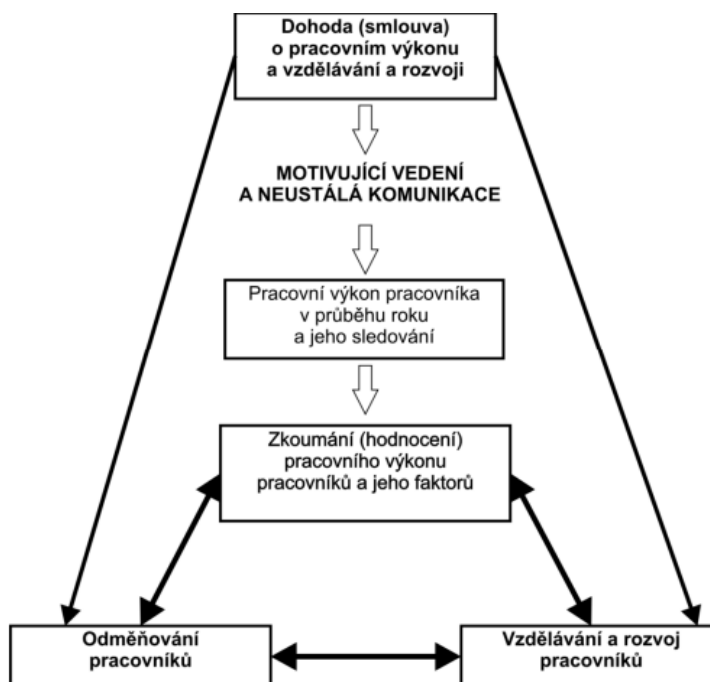 Dohoda (smlouva)
o pracovním výkonu
a vzdělávání a rozvoji
MOTIVUJÍCÍ VEDENÍ
A NEUSTÁLÁ KOMUNIKACE
Pracovní výkon pracovníka
v průběhu roku
a jeho sledování
Zkoumání (hodnocení)
pracovního výkonu
pracovníků a jeho faktorů
Odměňování
pracovníků
Vzdělávání a rozvoj
pracovníků